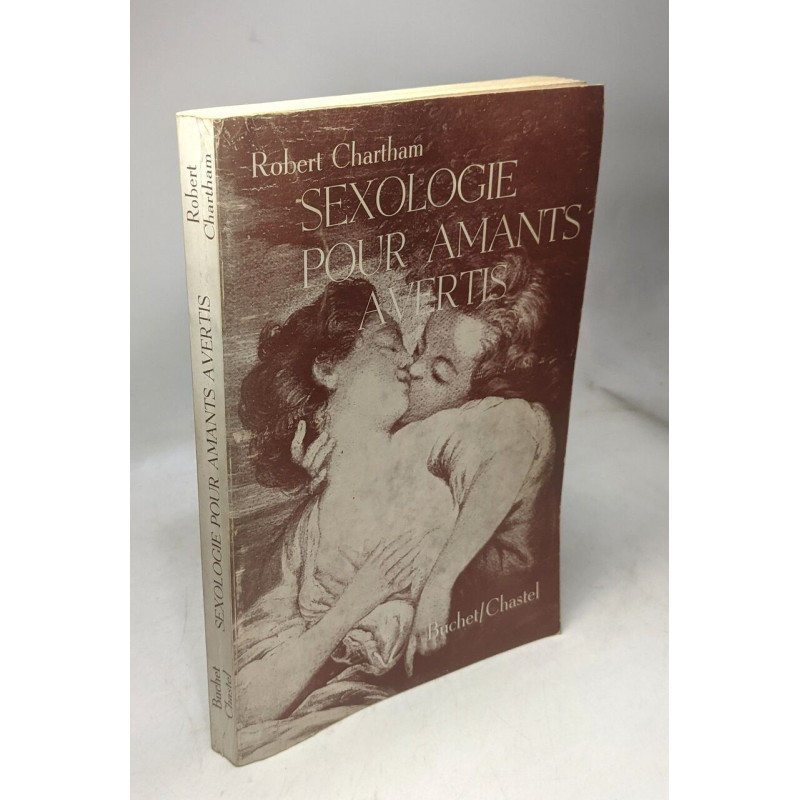 Robert Chartham
SEXOLOGIE
POUR AMANTS
AVERTIS
Buchet/Chastel
Robert
Chartham
SEXOLOGIE POUR AMANTS AVERTIS
Buchet
Chastel